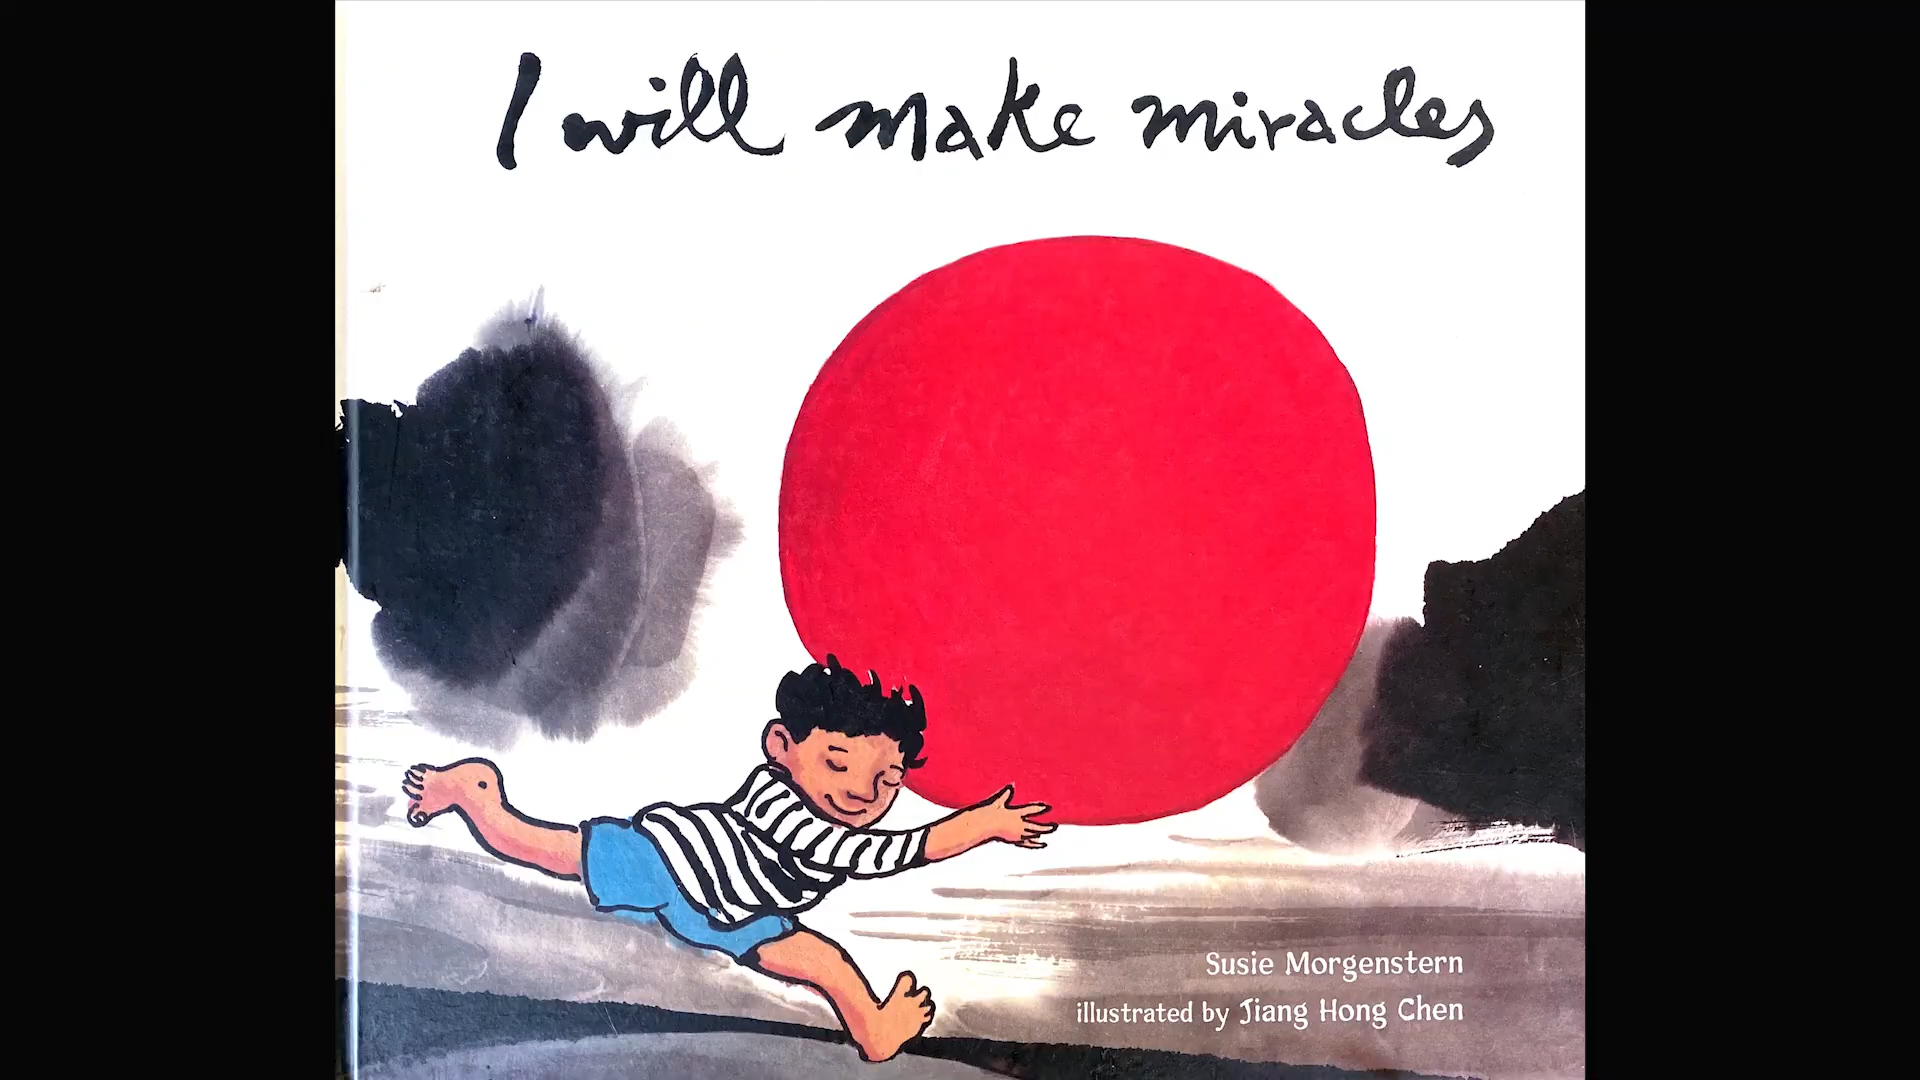 I will make miracles
Susie Morgenstern
illustrated by Jiang Hong Chen